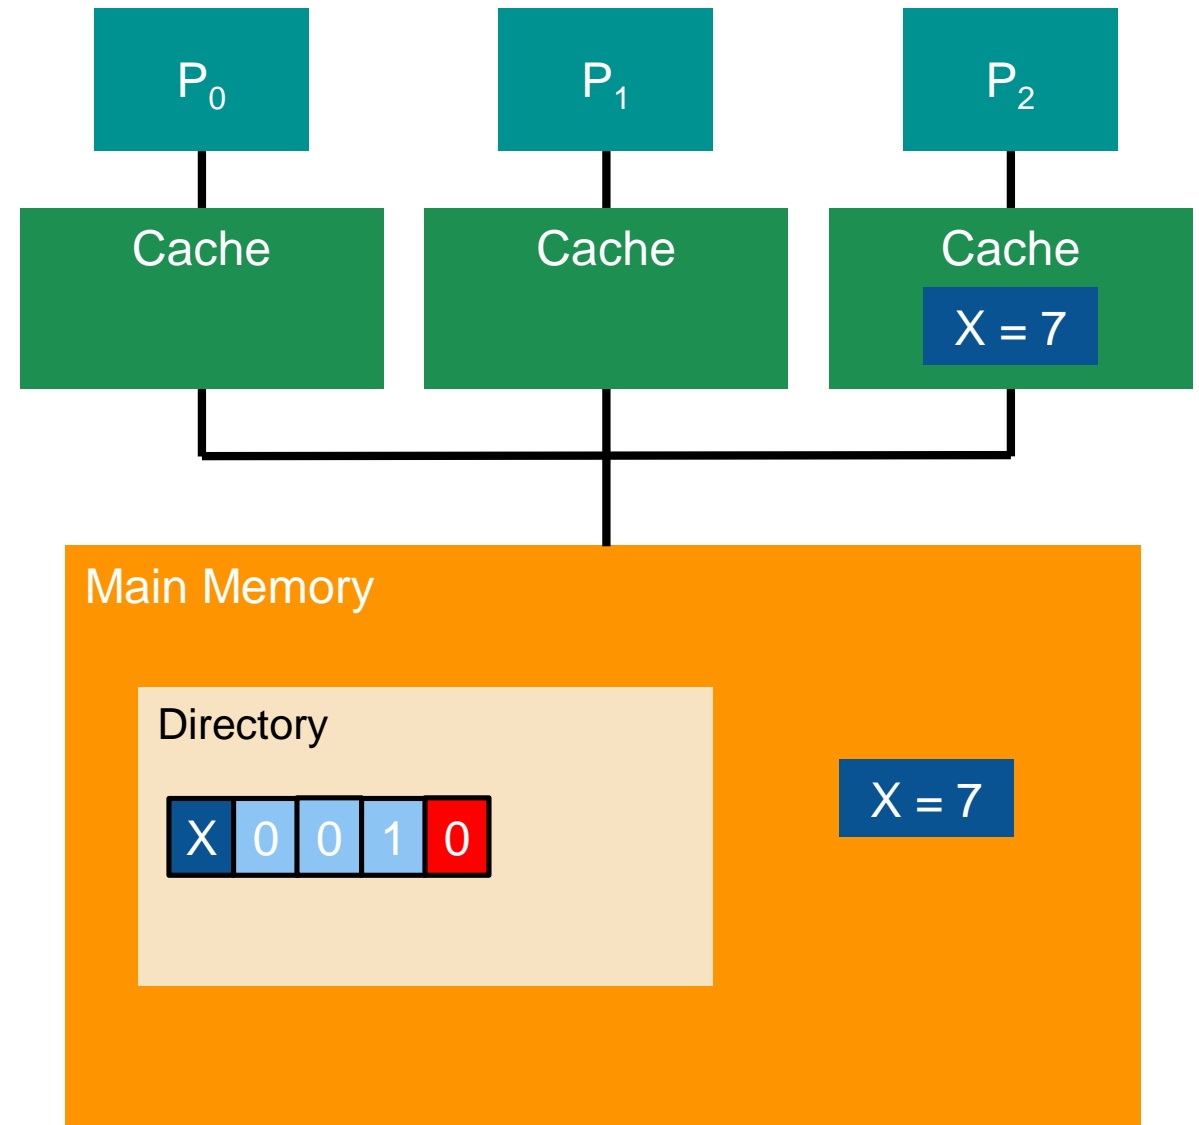 P₀ P₁ P₂
Cache Cache Cache
X = 7
Main Memory
Directory
X 0 0 1 0
X = 7